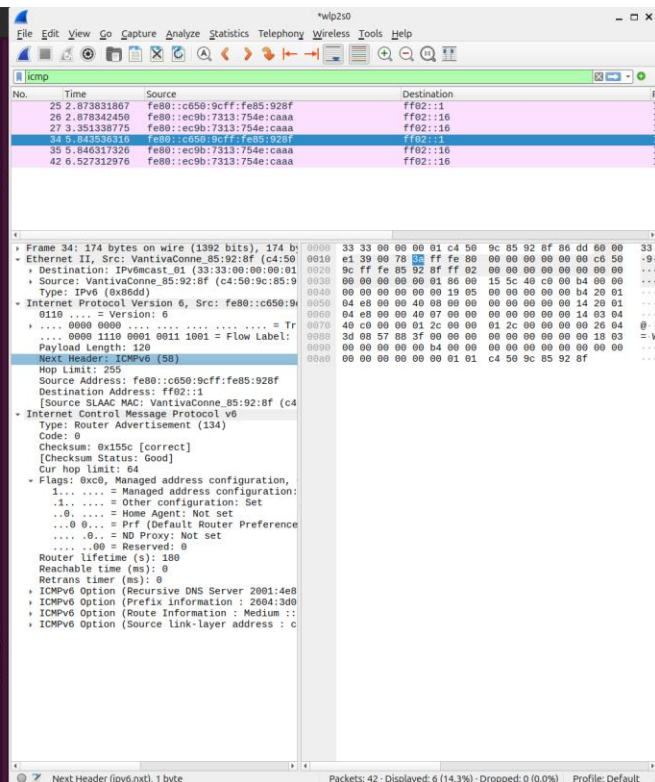 *wlp2s0
File Edit View Go Capture Analyze Statistics Telephony Wireless Tools Help
icmp
No. Time Source Destination
25 2.873831867 fe80::c650:9cff:fe85:928f ff02::1
26 2.878342450 fe80::ec9b:7313:754e:caaa ff02::16
27 3.351338775 fe80::ec9b:7313:754e:caaa ff02::16
34 5.843536316 fe80::c650:9cff:fe85:928f ff02::1
35 5.846317326 fe80::ec9b:7313:754e:caaa ff02::16
42 6.527312976 fe80::ec9b:7313:754e:caaa ff02::16
Frame 34: 174 bytes on wire (1392 bits), 174 by
Ethernet II, Src: VantivaConne_85:92:8f (c4:50
Destination: IPv6mcast_01 (33:33:00:00:00:01
Source: VantivaConne_85:92:8f (c4:50:9c:85:9
Type: IPv6 (0x86dd)
Internet Protocol Version 6, Src: fe80::c650:9
0110 .... = Version: 6
.... 0000 0000 .... .... .... .... .... = Tr
.... 0000 1110 0001 0011 1001 = Flow Label:
Payload Length: 120
Next Header: ICMPv6 (58)
Hop Limit: 255
Source Address: fe80::c650:9cff:fe85:928f
Destination Address: ff02::1
[Source SLAAC MAC: VantivaConne_85:92:8f (c4
Internet Control Message Protocol v6
Type: Router Advertisement (134)
Code: 0
Checksum: 0x155c [correct]
[Checksum Status: Good]
Cur hop limit: 64
Flags: 0xc0, Managed address configuration,
1... .... = Managed address configuration:
.1.. .... = Other configuration: Set
..0. .... = Home Agent: Not set
...0 0... = Prf (Default Router Preference
.... .0.. = ND Proxy: Not set
.... ..00 = Reserved: 0
Router lifetime (s): 180
Reachable time (ms): 0
Retrans timer (ms): 0
ICMPv6 Option (Recursive DNS Server 2001:4e8
ICMPv6 Option (Prefix information : 2604:3d0
ICMPv6 Option (Route Information : Medium ::
ICMPv6 Option (Source link-layer address : c
0000 33 33 00 00 00 01 c4 50 9c 85 92 8f 86 dd 60 00 33
0010 e1 39 00 78 3a ff fe 80 00 00 00 00 00 00 c6 50 ·9·
0020 9c ff fe 85 92 8f ff 02 00 00 00 00 00 00 00 00 ···
0030 00 00 00 00 00 01 86 00 15 5c 40 c0 00 b4 00 00 ···
0040 00 00 00 00 00 00 19 05 00 00 00 00 00 b4 20 01 ···
0050 04 e8 00 00 40 08 00 00 00 00 00 00 00 14 20 01 ···
0060 04 e8 00 00 40 07 00 00 00 00 00 00 00 14 03 04 ···
0070 40 c0 00 00 01 2c 00 00 01 2c 00 00 00 00 26 04 @·
0080 3d 08 57 88 3f 00 00 00 00 00 00 00 00 00 18 03 =·W
0090 00 00 00 00 00 b4 00 00 00 00 00 00 00 00 00 00 ···
00a0 00 00 00 00 00 00 01 01 c4 50 9c 85 92 8f
Next Header (ipv6.nxt), 1 byte Packets: 42 · Displayed: 6 (14.3%) · Dropped: 0 (0.0%) Profile: Default